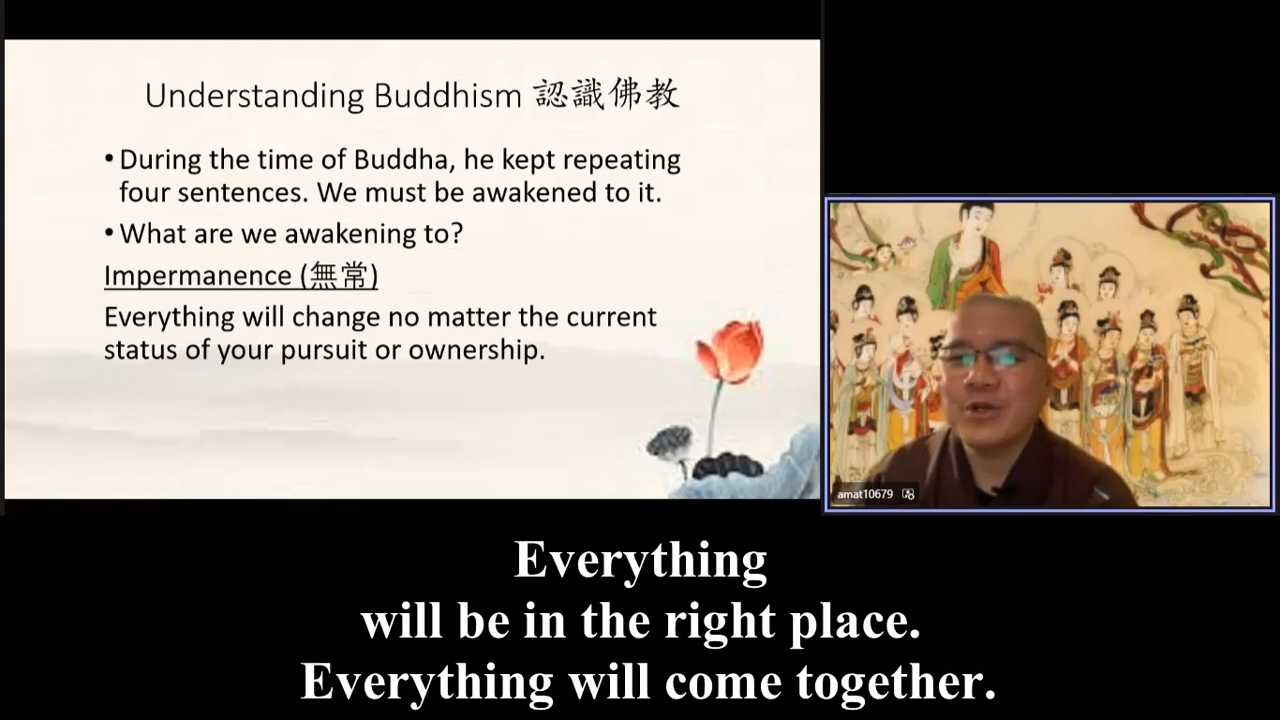 Understanding Buddhism 認識佛教
• During the time of Buddha, he kept repeating
four sentences. We must be awakened to it.
• What are we awakening to?
Impermanence (無常)
Everything will change no matter the current
status of your pursuit or ownership.
amat10679
Everything
will be in the right place.
Everything will come together.